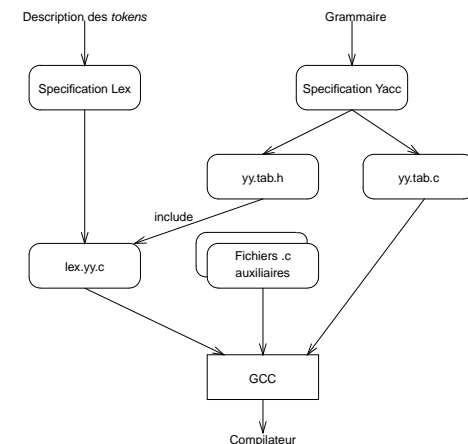 Description des tokens
Grammaire
Specification Lex
Specification Yacc
yy.tab.h
yy.tab.c
include
lex.yy.c
Fichiers .c
auxiliaires
GCC
Compilateur